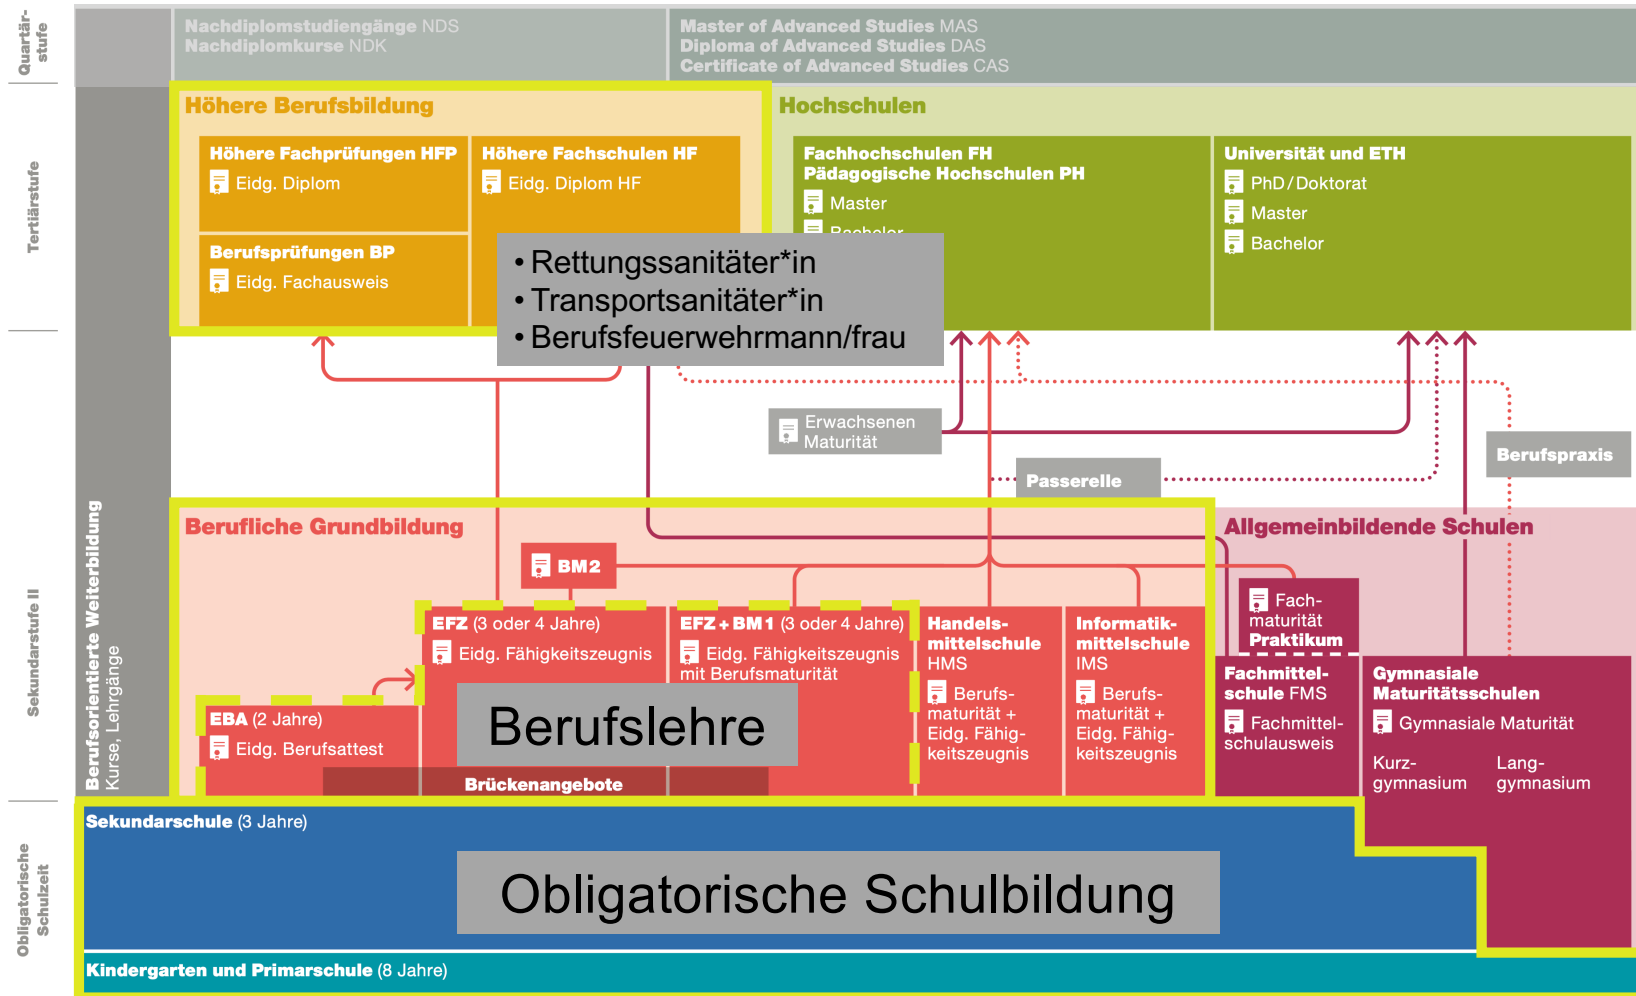 Quartär-
stufe
Nachdiplomstudiengänge NDS
Nachdiplomkurse NDK
Master of Advanced Studies MAS
Diploma of Advanced Studies DAS
Certificate of Advanced Studies CAS
Tertiärstufe
Höhere Berufsbildung
Höhere Fachprüfungen HFP
Eidg. Diplom
Höhere Fachschulen HF
Eidg. Diplom HF
Berufsprüfungen BP
Eidg. Fachausweis
Hochschulen
Fachhochschulen FH
Pädagogische Hochschulen PH
Master
Bachelor
Universität und ETH
PhD/Doktorat
Master
Bachelor
• Rettungssanitäter*in
• Transportsanitäter*in
• Berufsfeuerwehrmann/frau
Erwachsenen
Maturität
Passerelle
Berufspraxis
Sekundarstufe II
Berufsorientierte Weiterbildung
Kurse, Lehrgänge
Berufliche Grundbildung
BM2
EFZ (3 oder 4 Jahre)
Eidg. Fähigkeitszeugnis
EFZ + BM1 (3 oder 4 Jahre)
Eidg. Fähigkeitszeugnis
mit Berufsmaturität
EBA (2 Jahre)
Eidg. Berufsattest
Berufslehre
Brückenangebote
Handels-
mittelschule
HMS
Berufs-
maturität +
Eidg. Fähig-
keitszeugnis
Informatik-
mittelschule
IMS
Berufs-
maturität +
Eidg. Fähig-
keitszeugnis
Allgemeinbildende Schulen
Fach-
maturität
Praktikum
Fachmittel-
schule FMS
Fachmittel-
schulausweis
Gymnasiale
Maturitätsschulen
Gymnasiale Maturität
Kurz-
gymnasium
Lang-
gymnasium
Obligatorische
Schulzeit
Sekundarschule (3 Jahre)
Obligatorische Schulbildung
Kindergarten und Primarschule (8 Jahre)